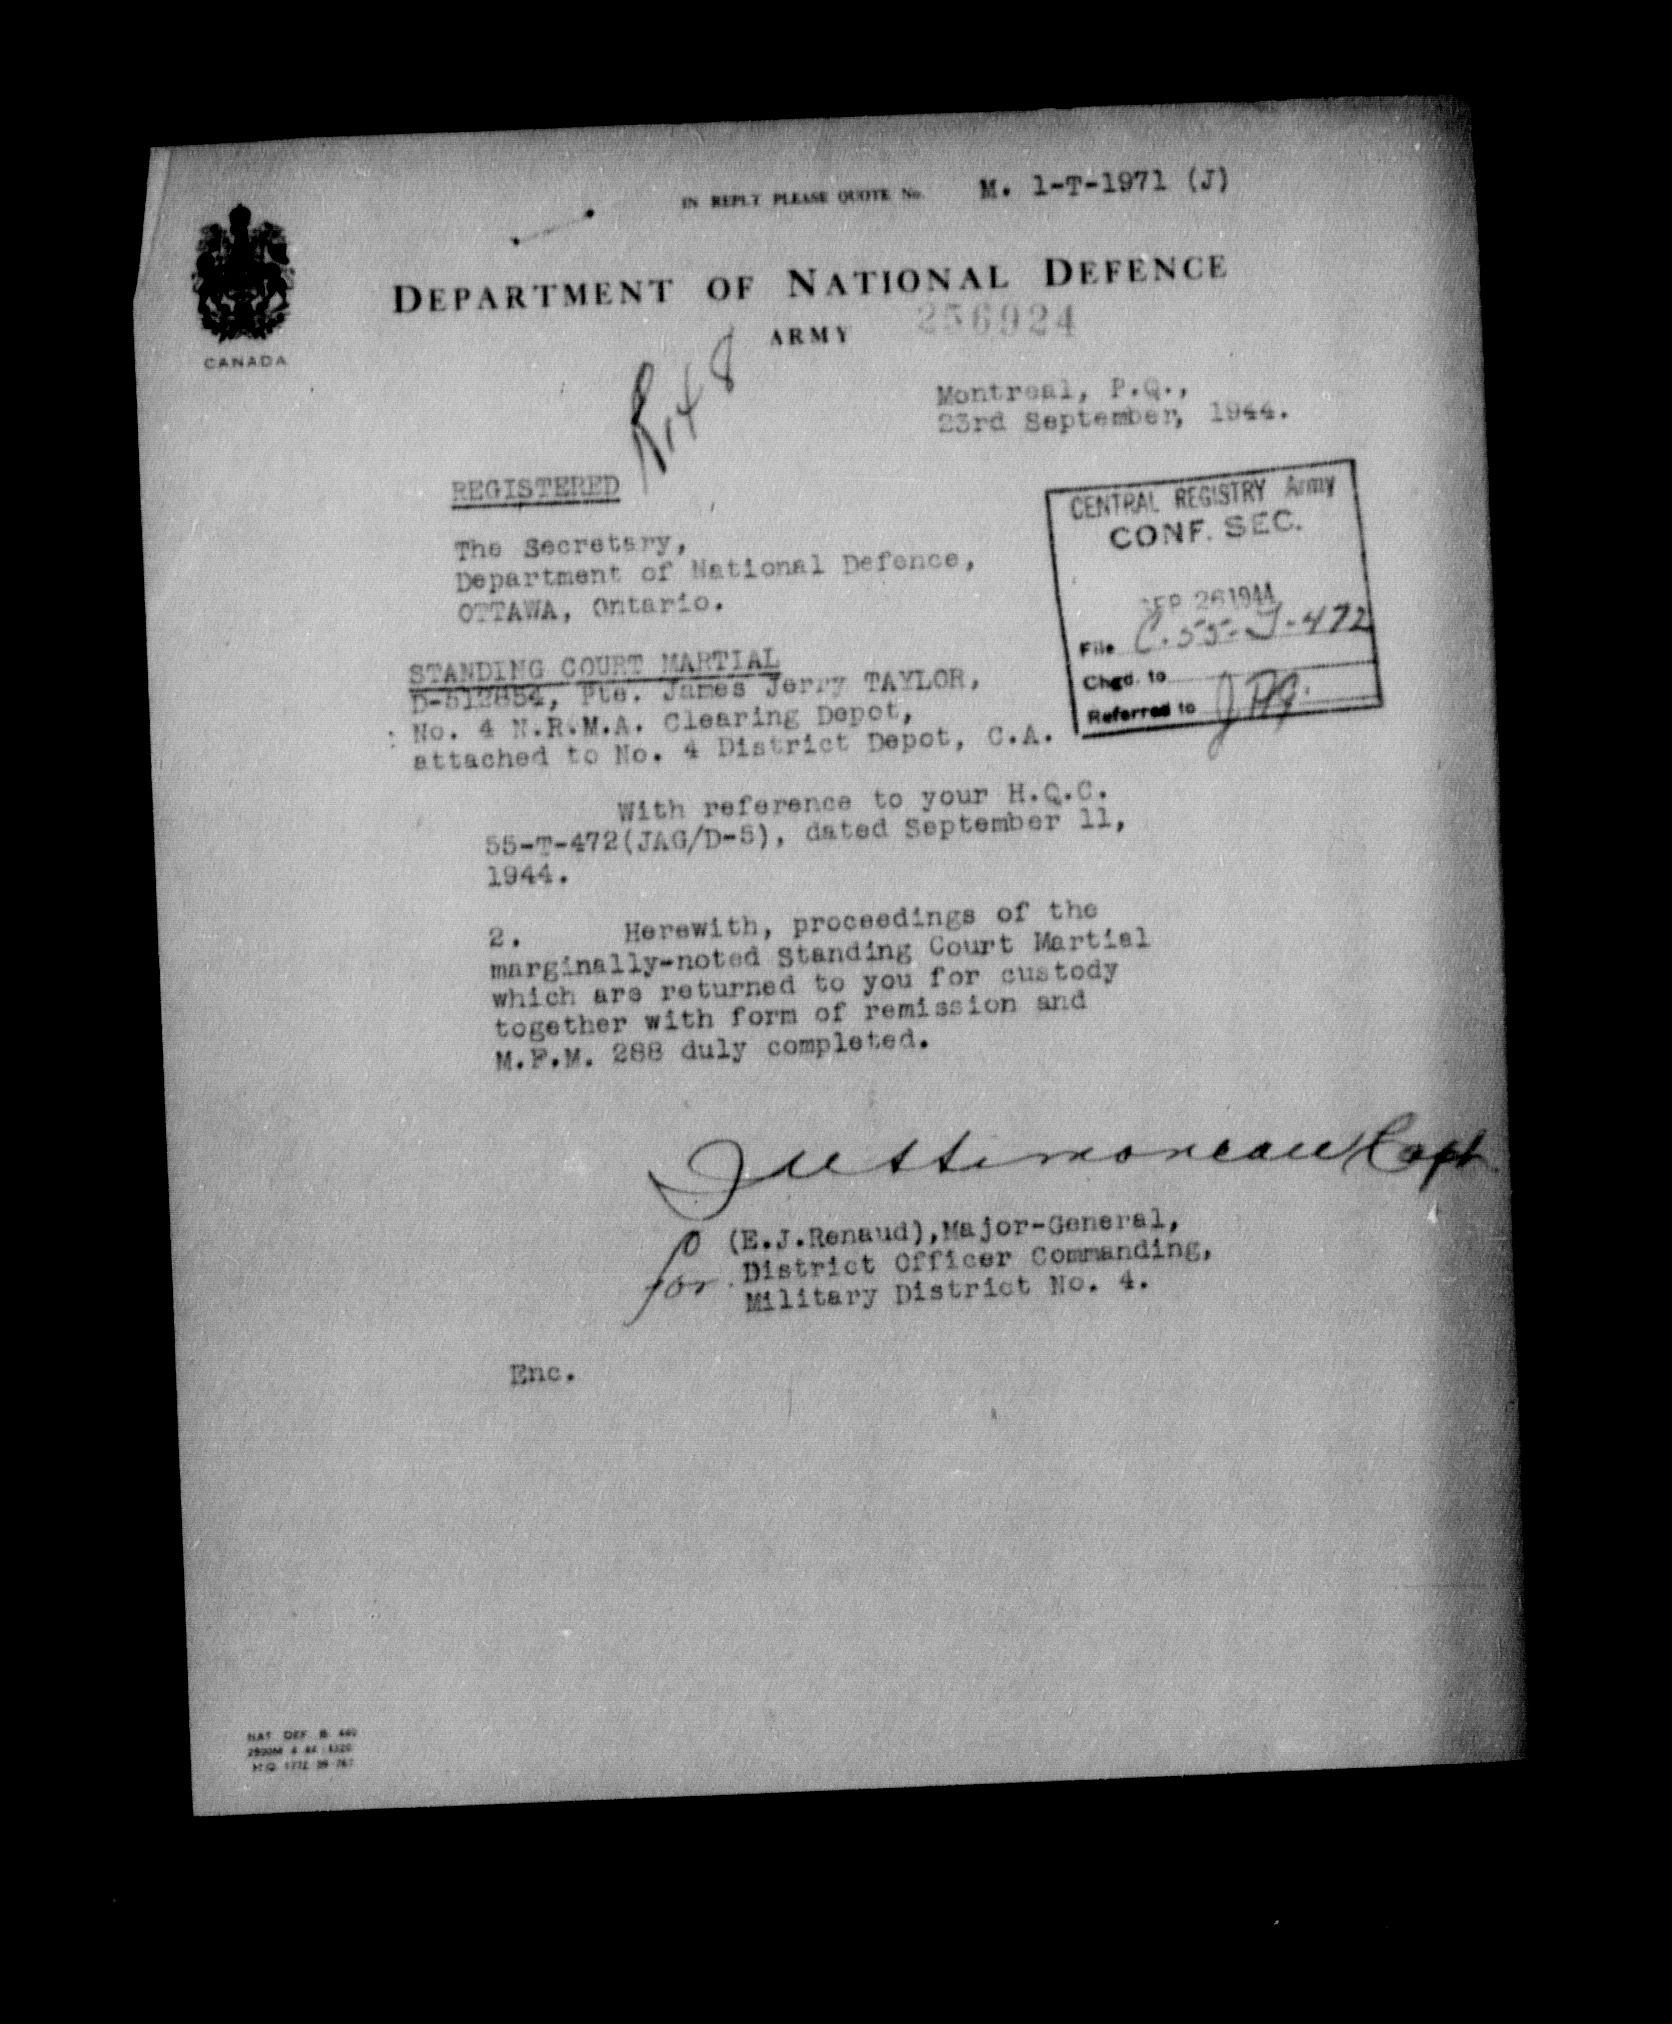 IN REPLY PLEASE QUOTE No. M. 1-T-1971 (J)
CANADA
DEPARTMENT OF NATIONAL DEFENCE
ARMY
256924
Montreal, P.Q.,
23rd September, 1944.
REGISTERED
The Secretary,
Department of National Defence,
OTTAWA, Ontario.
CENTRAL REGISTRY Army
CONF. SEC.
SEP 26 1944
File C.55-T-472
Chgd. to
Referred to
STANDING COURT MARTIAL
D-512854, Pte. James Jerry TAYLOR,
No. 4 N.R.M.A. Clearing Depot,
attached to No. 4 District Depot, C.A.
With reference to your H.Q.C.
55-T-472(JAG/D-5), dated September 11,
1944.
2. Herewith, proceedings of the
marginally-noted Standing Court Martial
which are returned to you for custody
together with form of remission and
M.F.M. 288 duly completed.
Capt.
(E.J.Renaud),Major-General,
for District Officer Commanding,
Military District No. 4.
Enc.
NAT. DEF. B.